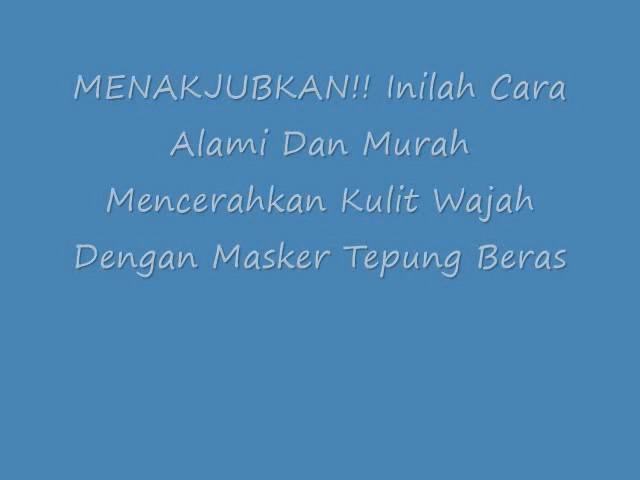 MENAKJUBKAN!! Inilah Cara
Alami Dan Murah
Mencerahkan Kulit Wajah
Dengan Masker Tepung Beras